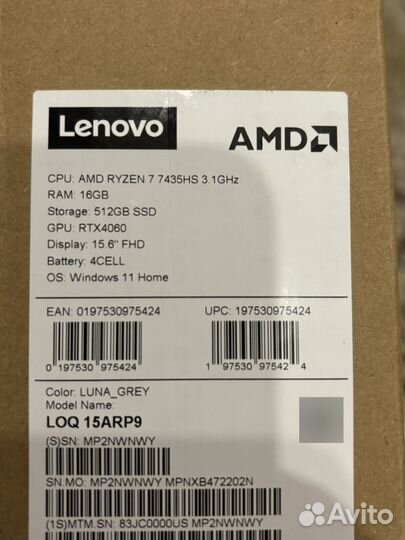 Lenovo
AMD
CPU: AMD RYZEN 7 7435HS 3.1GHz
RAM: 16GB
Storage: 512GB SSD
GPU: RTX4060
Display: 15.6" FHD
Battery: 4CELL
OS: Windows 11 Home
EAN: 0197530975424
UPC: 197530975424
0 197530 975424
1 97530 97542 4
Color: LUNA_GREY
Model Name:
LOQ 15ARP9
(S)SN: MP2NWNWY
SN.MO: MP2NWNWY MPNXB472202N
(1S)MTM.SN: 83JC0000US MP2NWNWY
Avito